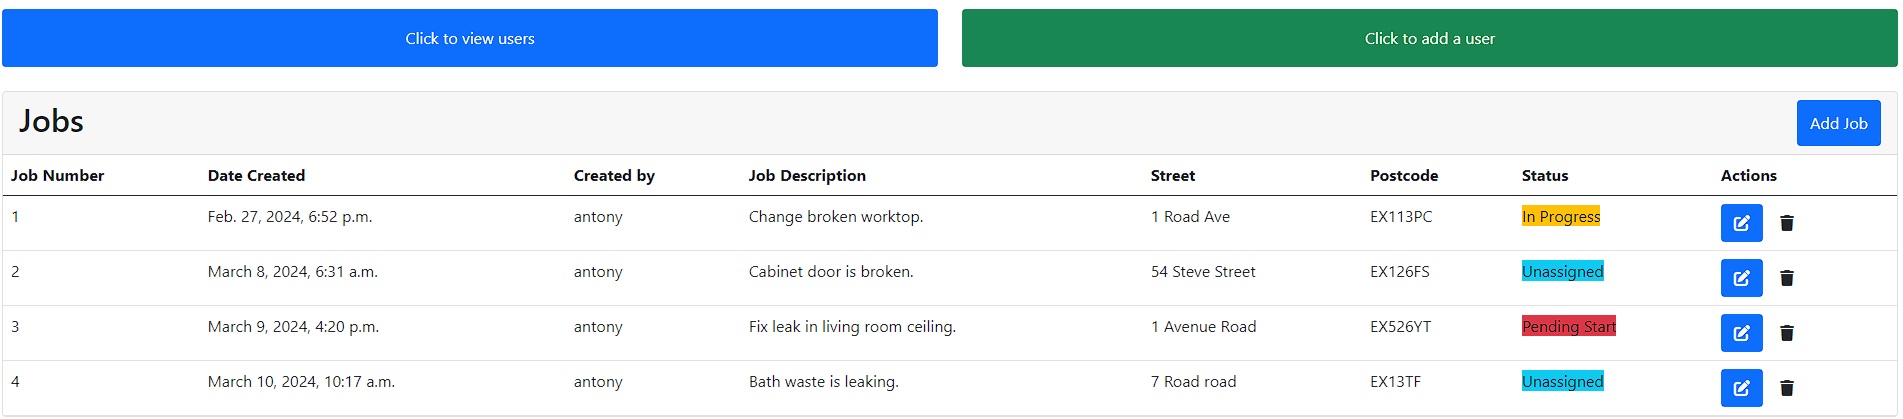 Click to view users Click to add a user
Jobs Add Job
Job Number Date Created Created by Job Description Street Postcode Status Actions
1 Feb. 27, 2024, 6:52 p.m. antony Change broken worktop. 1 Road Ave EX113PC In Progress
2 March 8, 2024, 6:31 a.m. antony Cabinet door is broken. 54 Steve Street EX126FS Unassigned
3 March 9, 2024, 4:20 p.m. antony Fix leak in living room ceiling. 1 Avenue Road EX526YT Pending Start
4 March 10, 2024, 10:17 a.m. antony Bath waste is leaking. 7 Road road EX13TF Unassigned